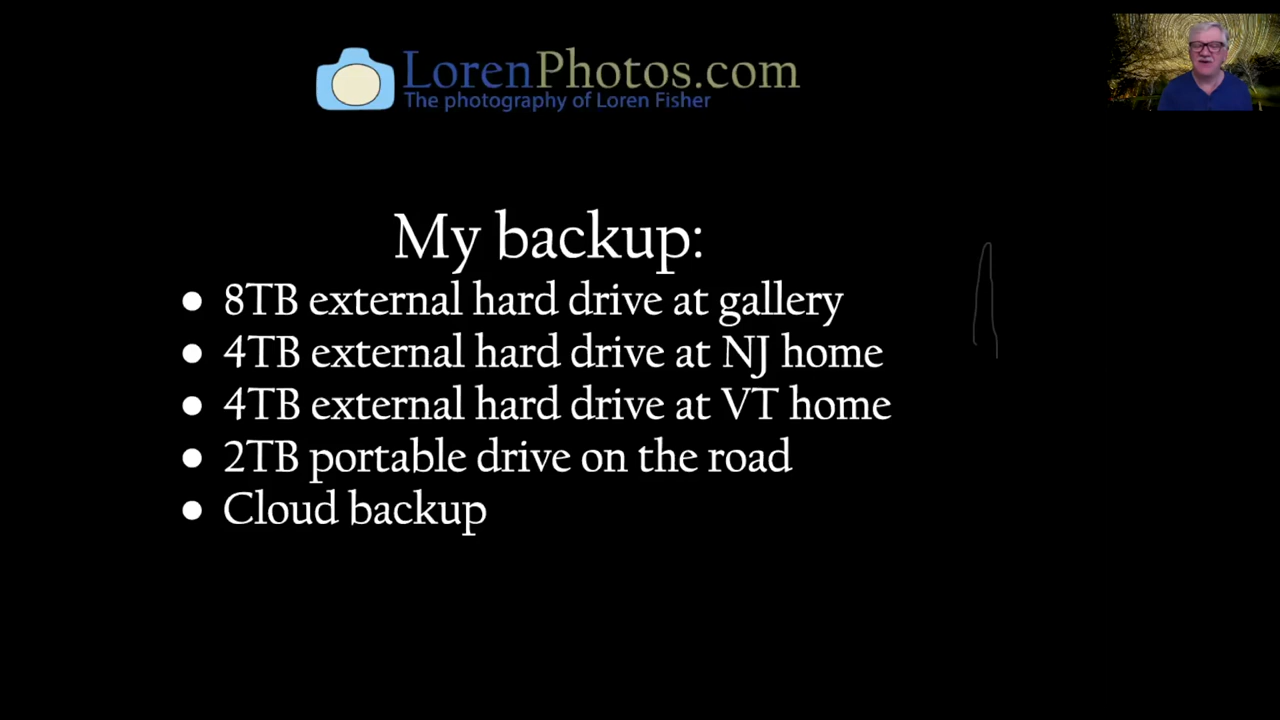 LorenPhotos.com
The photography of Loren Fisher
My backup:
● 8TB external hard drive at gallery
● 4TB external hard drive at NJ home
● 4TB external hard drive at VT home
● 2TB portable drive on the road
● Cloud backup